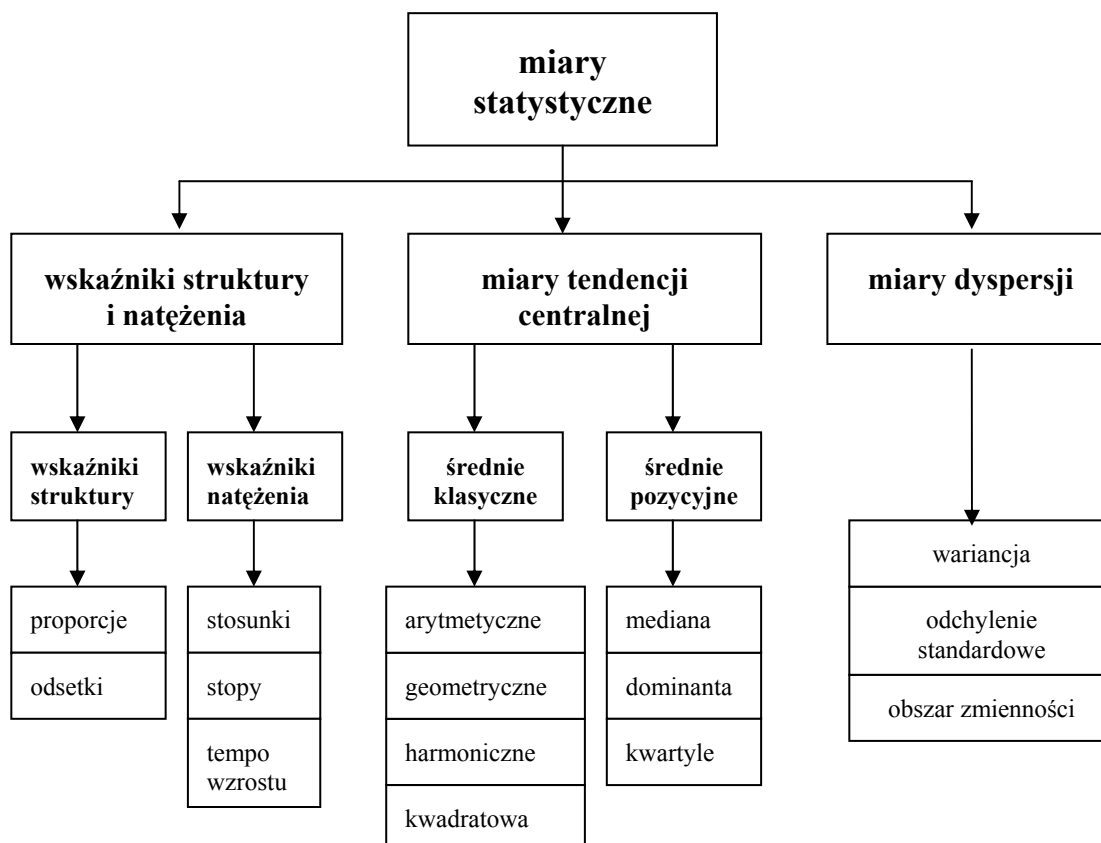 miary
statystyczne
wskaźniki struktury
i natężenia
miary tendencji
centralnej
miary dyspersji
wskaźniki
struktury
wskaźniki
natężenia
średnie
klasyczne
średnie
pozycyjne
proporcje
odsetki
stosunki
stopy
tempo
wzrostu
arytmetyczne
geometryczne
harmoniczne
kwadratowa
mediana
dominanta
kwartyle
wariancja
odchylenie
standardowe
obszar zmienności